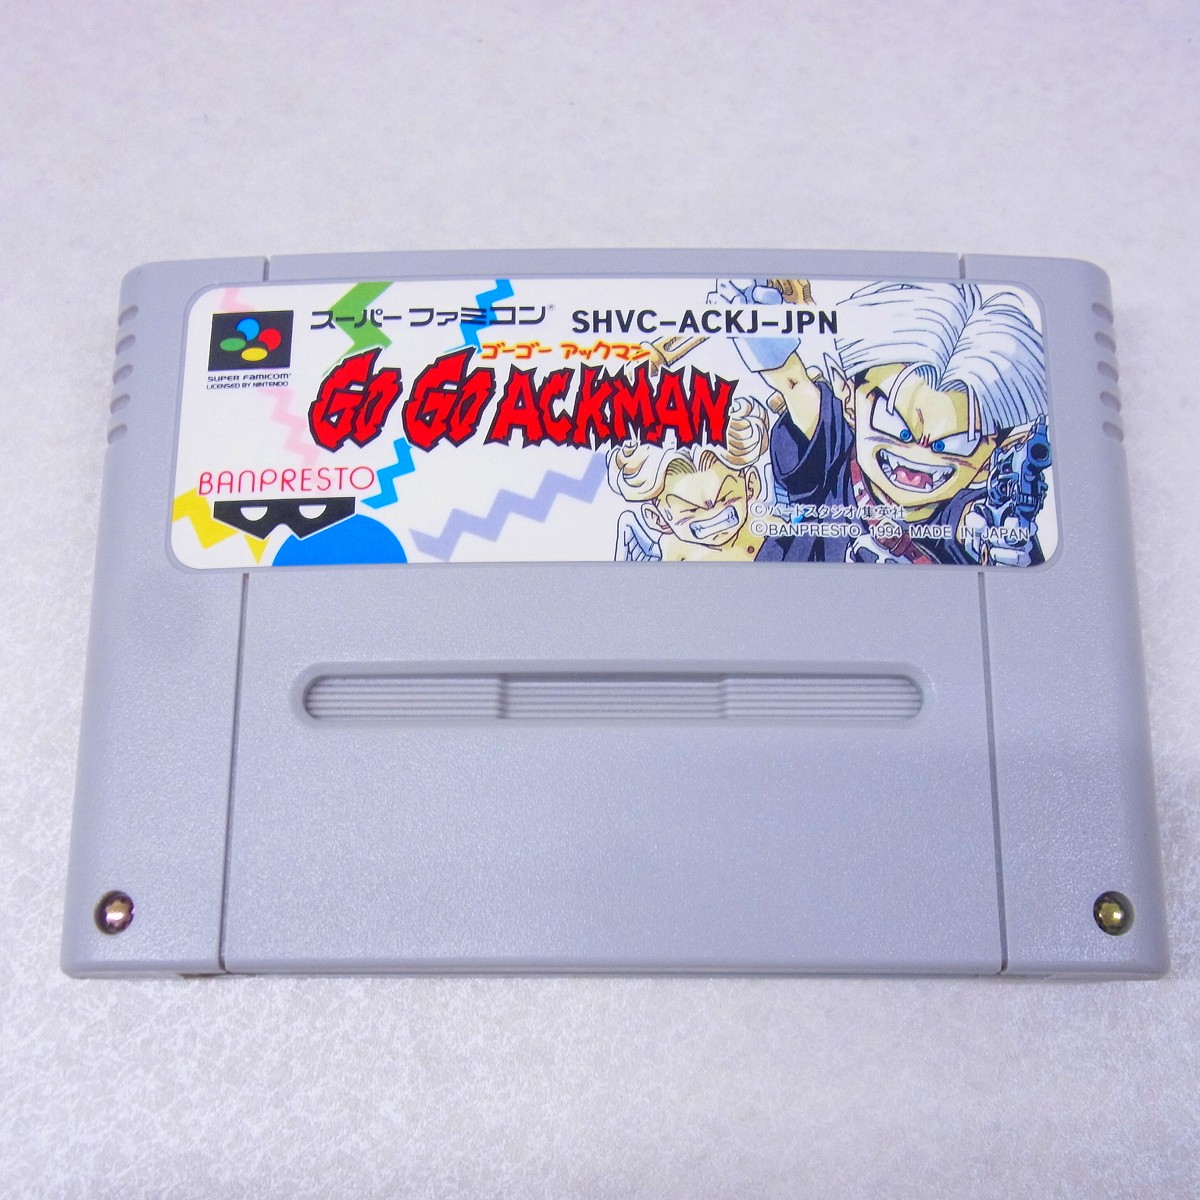 スーパーファミコン® SHVC-ACKJ-JPN
ゴーゴー アックマン
GO GO ACKMAN
SUPER FAMICOM®
LICENSED BY NINTENDO
BANPRESTO
©バードスタジオ/集英社
©BANPRESTO 1994 MADE IN JAPAN